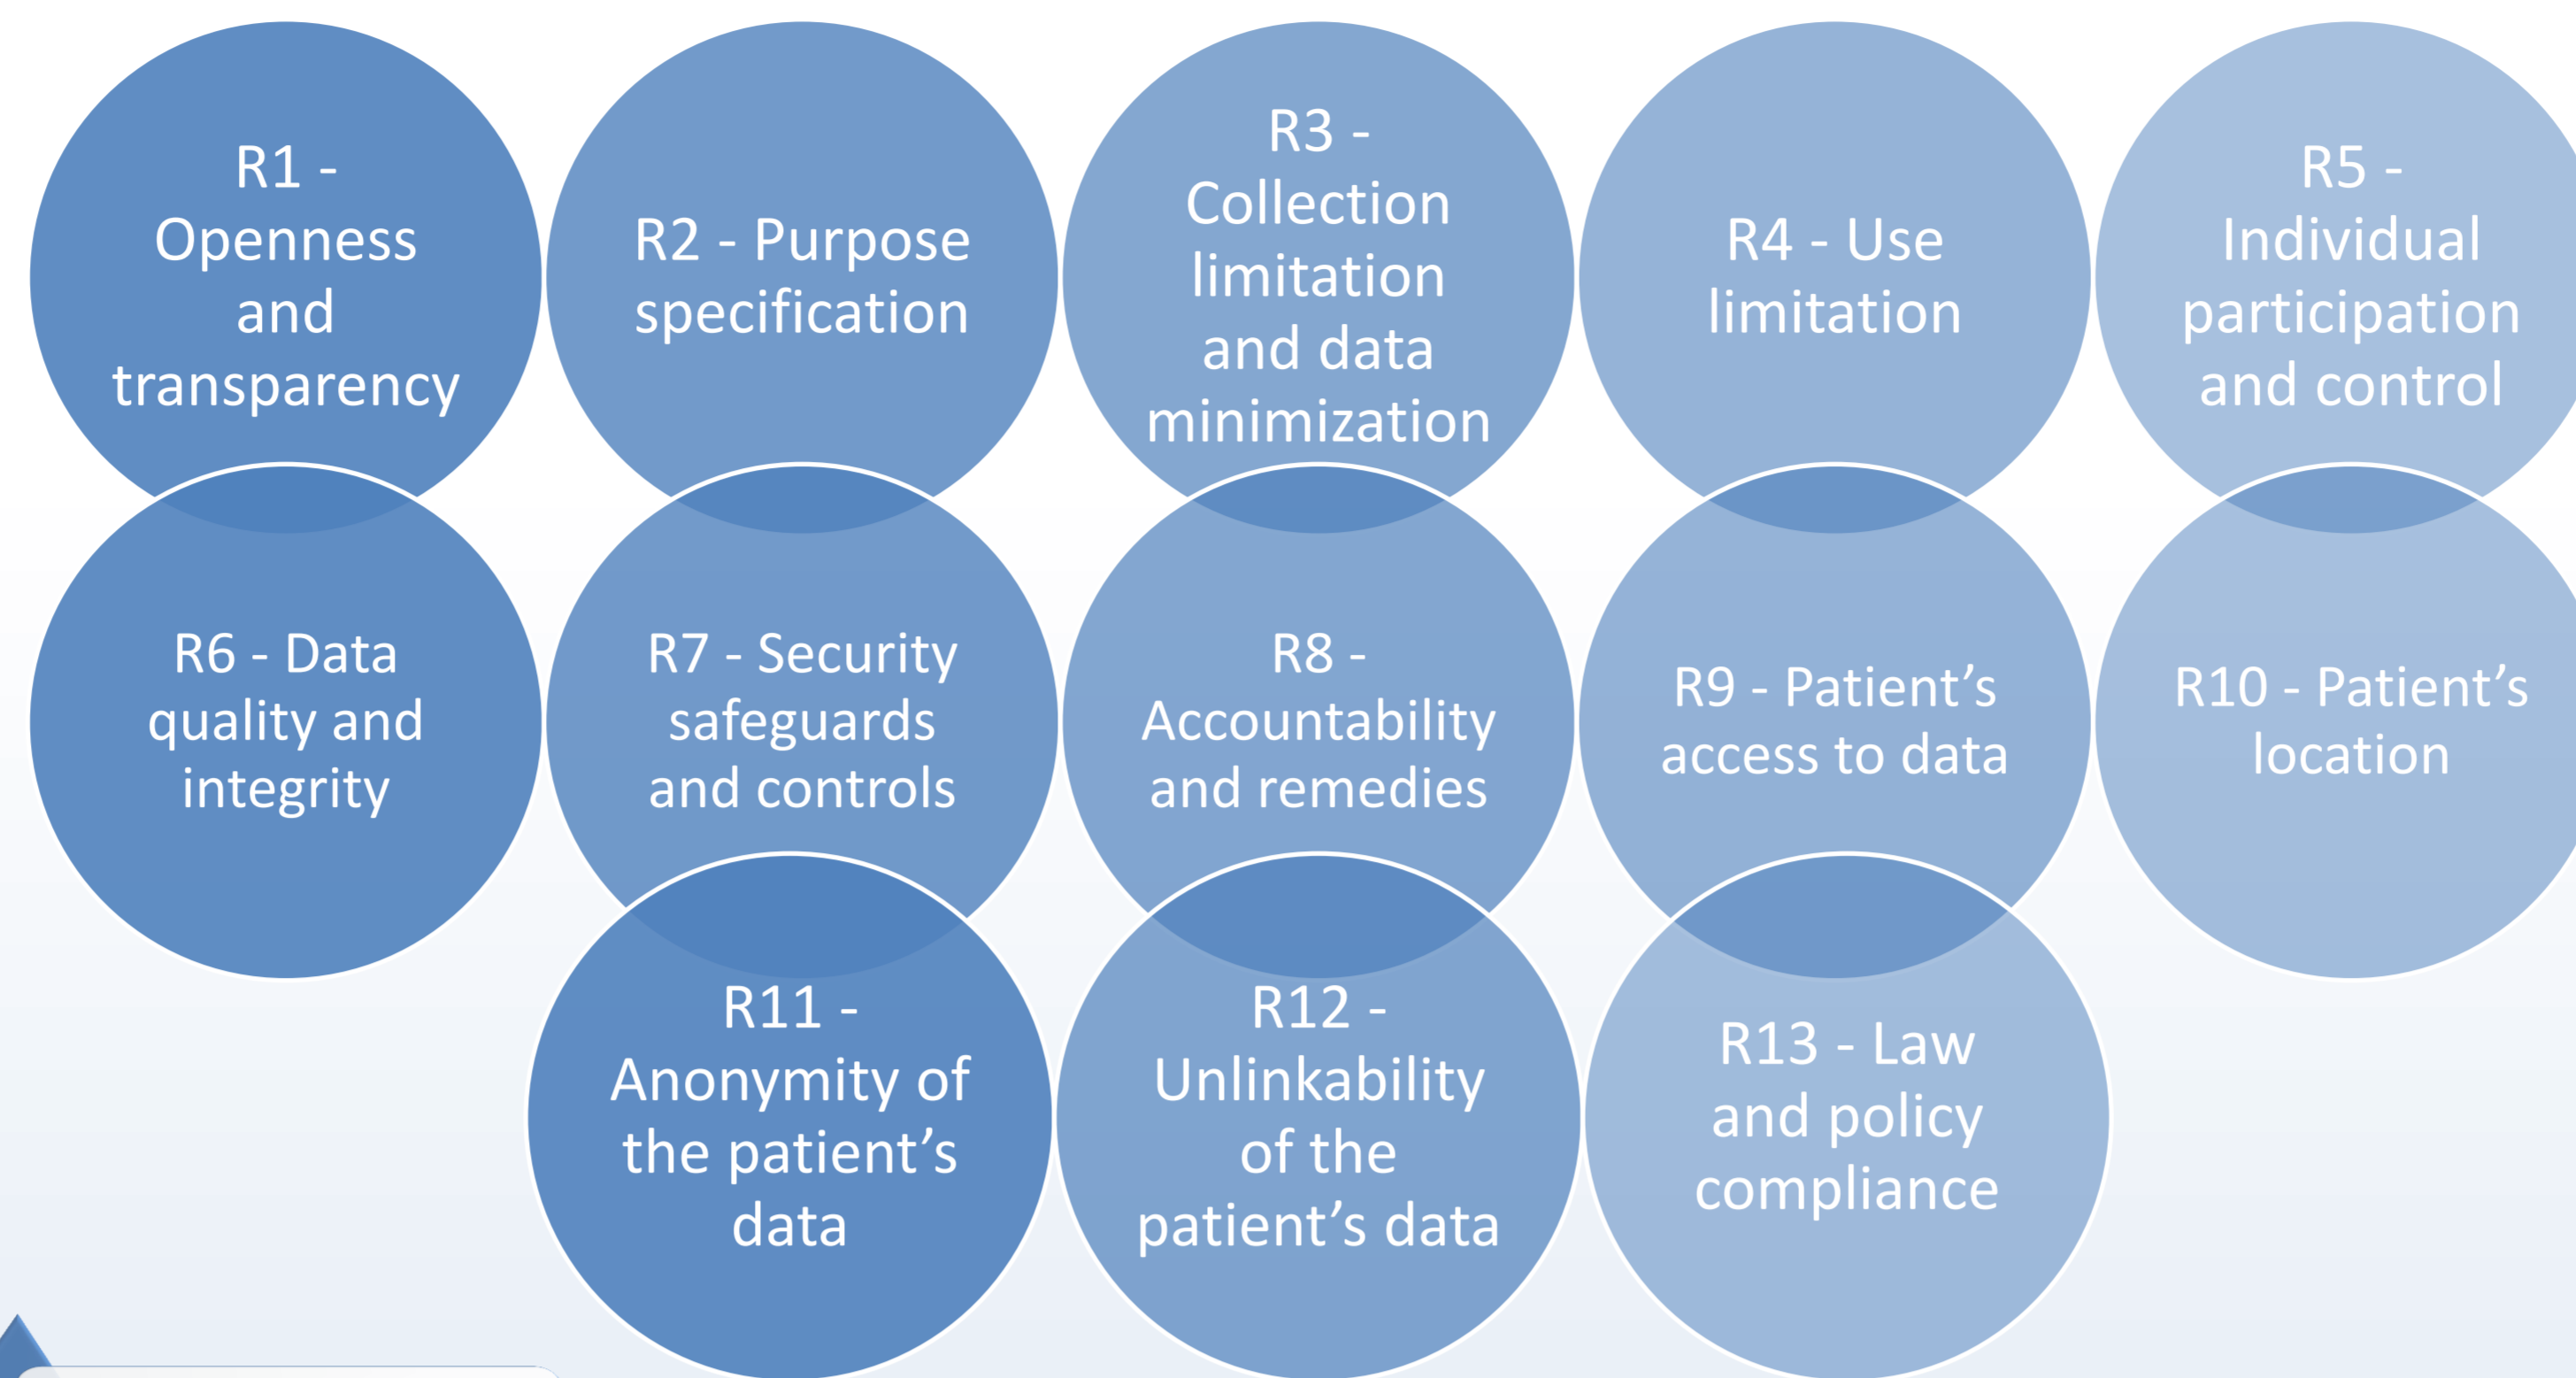 R1 -
Openness
and
transparency
R2 - Purpose
specification
R3 -
Collection
limitation
and data
minimization
R4 - Use
limitation
R5 -
Individual
participation
and control
R6 - Data
quality and
integrity
R7 - Security
safeguards
and controls
R8 -
Accountability
and remedies
R9 - Patient’s
access to data
R10 - Patient’s
location
R11 -
Anonymity of
the patient’s
data
R12 -
Unlinkability
of the
patient’s data
R13 - Law
and policy
compliance